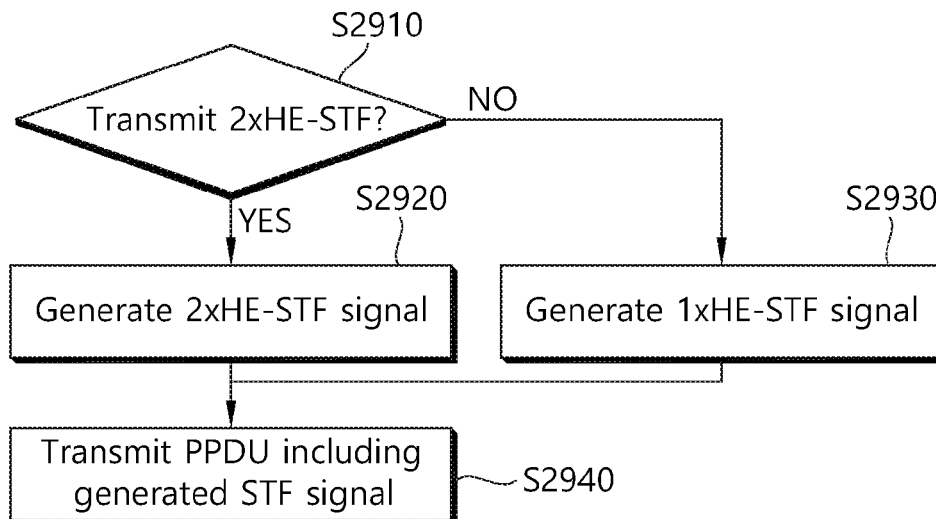 S2910
Transmit 2xHE-STF?
NO
YES
S2920
S2930
Generate 2xHE-STF signal
Generate 1xHE-STF signal
Transmit PPDU including
generated STF signal
S2940